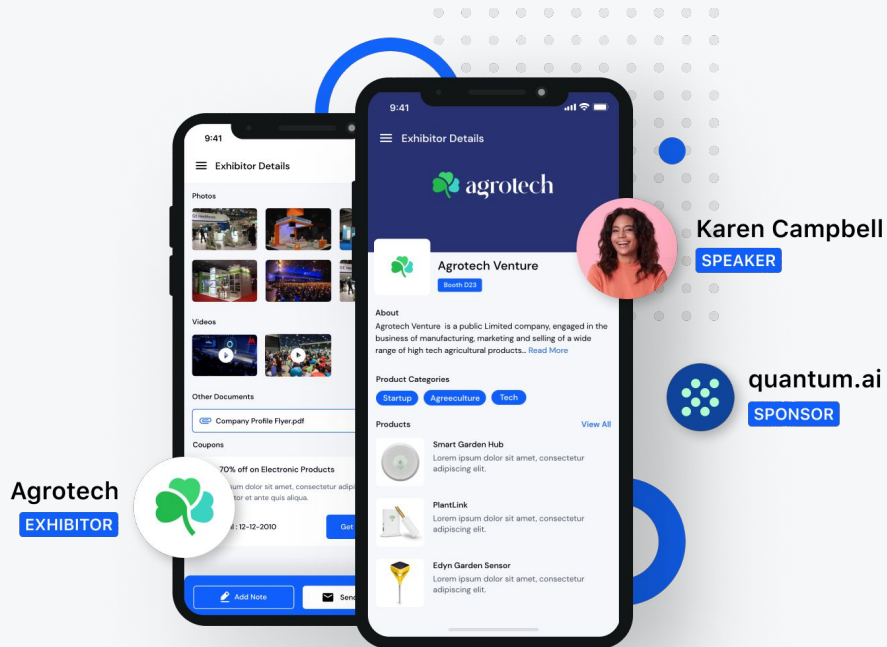 9:41
Exhibitor Details
Photos
Videos
Other Documents
Company Profile Flyer.pdf
Coupons
70% off on Electronic Products
sum dolor sit amet, consectetur adipi
tor et ante quis aliqua.
: 12-12-2010
Get
Add Note
Send
9:41
Exhibitor Details
agrotech
Agrotech Venture
Booth D23
About
Agrotech Venture is a public Limited company, engaged in the
business of manufacturing, marketing and selling of a wide
range of high tech agricultural products... Read More
Product Categories
Startup
Agreeculture
Tech
Products
View All
Smart Garden Hub
Lorem ipsum dolor sit amet, consectetur
adipiscing elit.
PlantLink
Lorem ipsum dolor sit amet, consectetur
adipiscing elit.
Edyn Garden Sensor
Lorem ipsum dolor sit amet, consectetur
adipiscing elit.
Karen Campbell
SPEAKER
quantum.ai
SPONSOR
Agrotech
EXHIBITOR